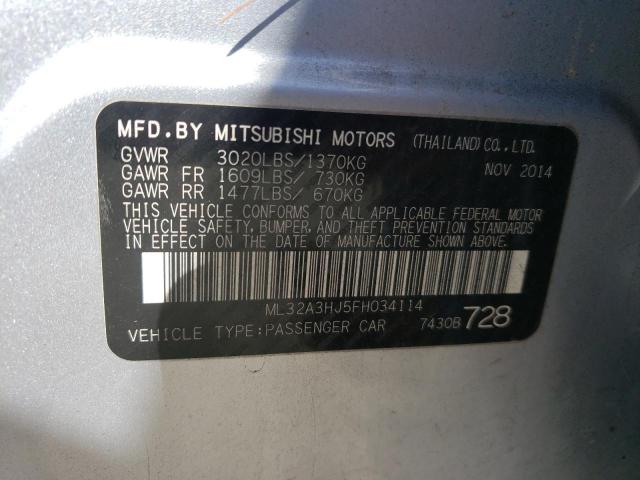 MFD.BY MITSUBISHI MOTORS (THAILAND)CO.,LTD.
GVWR 3020LBS/1370KG NOV 2014
GAWR FR 1609LBS/ 730KG
GAWR RR 1477LBS/ 670KG
THIS VEHICLE CONFORMS TO ALL APPLICABLE FEDERAL MOTOR
VEHICLE SAFETY, BUMPER, AND THEFT PREVENTION STANDARDS
IN EFFECT ON THE DATE OF MANUFACTURE SHOWN ABOVE.
ML32A3HJ5FH034114
VEHICLE TYPE:PASSENGER CAR 7430B 728